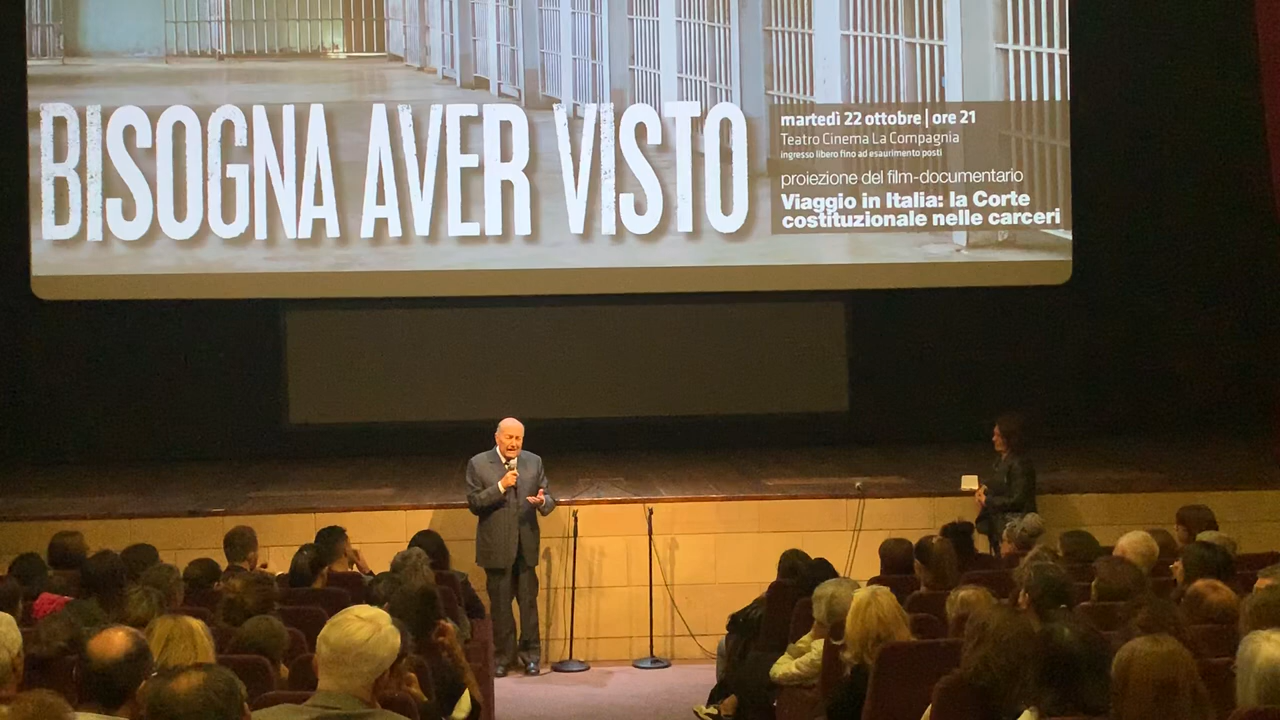 BISOGNA AVER VISTO
martedì 22 ottobre | ore 21
Teatro Cinema La Compagnia
ingresso libero fino ad esaurimento posti
proiezione del film-documentario
Viaggio in Italia: la Corte
costituzionale nelle carceri